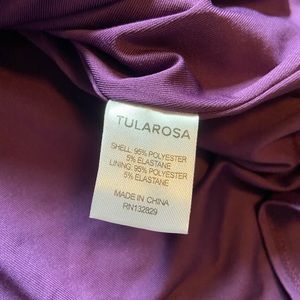 TULAROSA
SHELL: 95% POLYESTER
5% ELASTANE
LINING: 95% POLYESTER
5% ELASTANE
MADE IN CHINA
RN132829